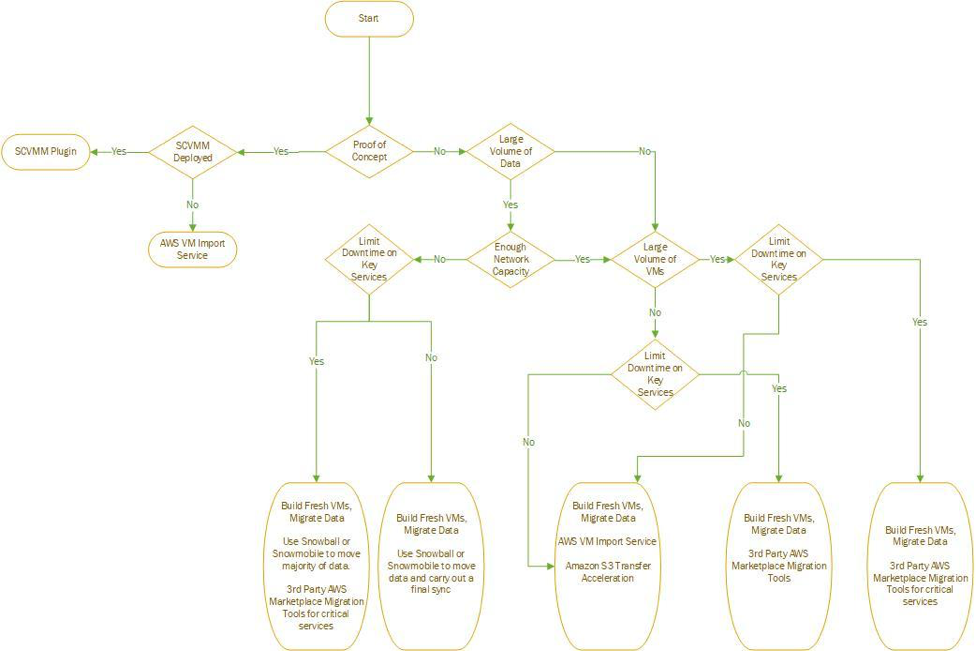 Start
SCVMM Plugin
Yes
SCVMM
Deployed
Yes
Proof of
Concept
No
Large
Volume of
Data
No
No
Yes
AWS VM Import
Service
Limit
Downtime on
Key
Services
No
Enough
Network
Capacity
Yes
Large
Volume of
VMs
Yes
Limit
Downtime on
Key
Services
No
Yes
Limit
Downtime on
Key
Services
Yes
No
Yes
No
No
Build Fresh VMs,
Migrate Data
Use Snowball or
Snowmobile to move
majority of data.
3rd Party AWS
Marketplace Migration
Tools for critical
services
Build Fresh VMs,
Migrate Data
Use Snowball or
Snowmobile to move
data and carry out a
final sync
Build Fresh VMs,
Migrate Data
AWS VM Import Service
Amazon S3 Transfer
Acceleration
Build Fresh VMs,
Migrate Data
3rd Party AWS
Marketplace Migration
Tools
Build Fresh VMs,
Migrate Data
3rd Party AWS
Marketplace Migration
Tools for critical
services